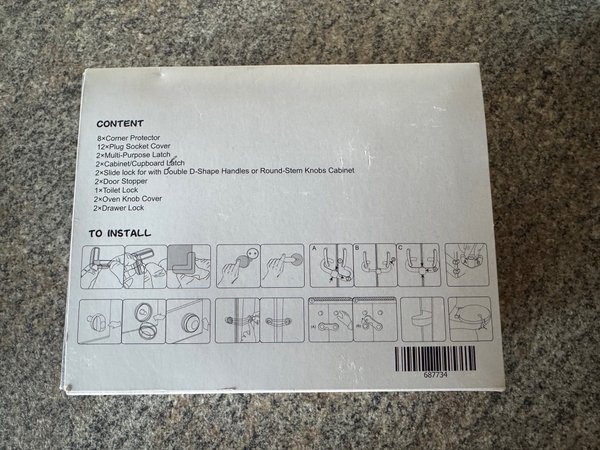 CONTENT
8×Corner Protector
12×Plug Socket Cover
2×Multi-Purpose Latch
2×Cabinet/Cupboard Latch
2×Slide lock for with Double D-Shape Handles or Round-Stem Knobs Cabinet
2×Door Stopper
1×Toilet Lock
2×Oven Knob Cover
2×Drawer Lock
TO INSTALL
A B C
(A) (B)
687734